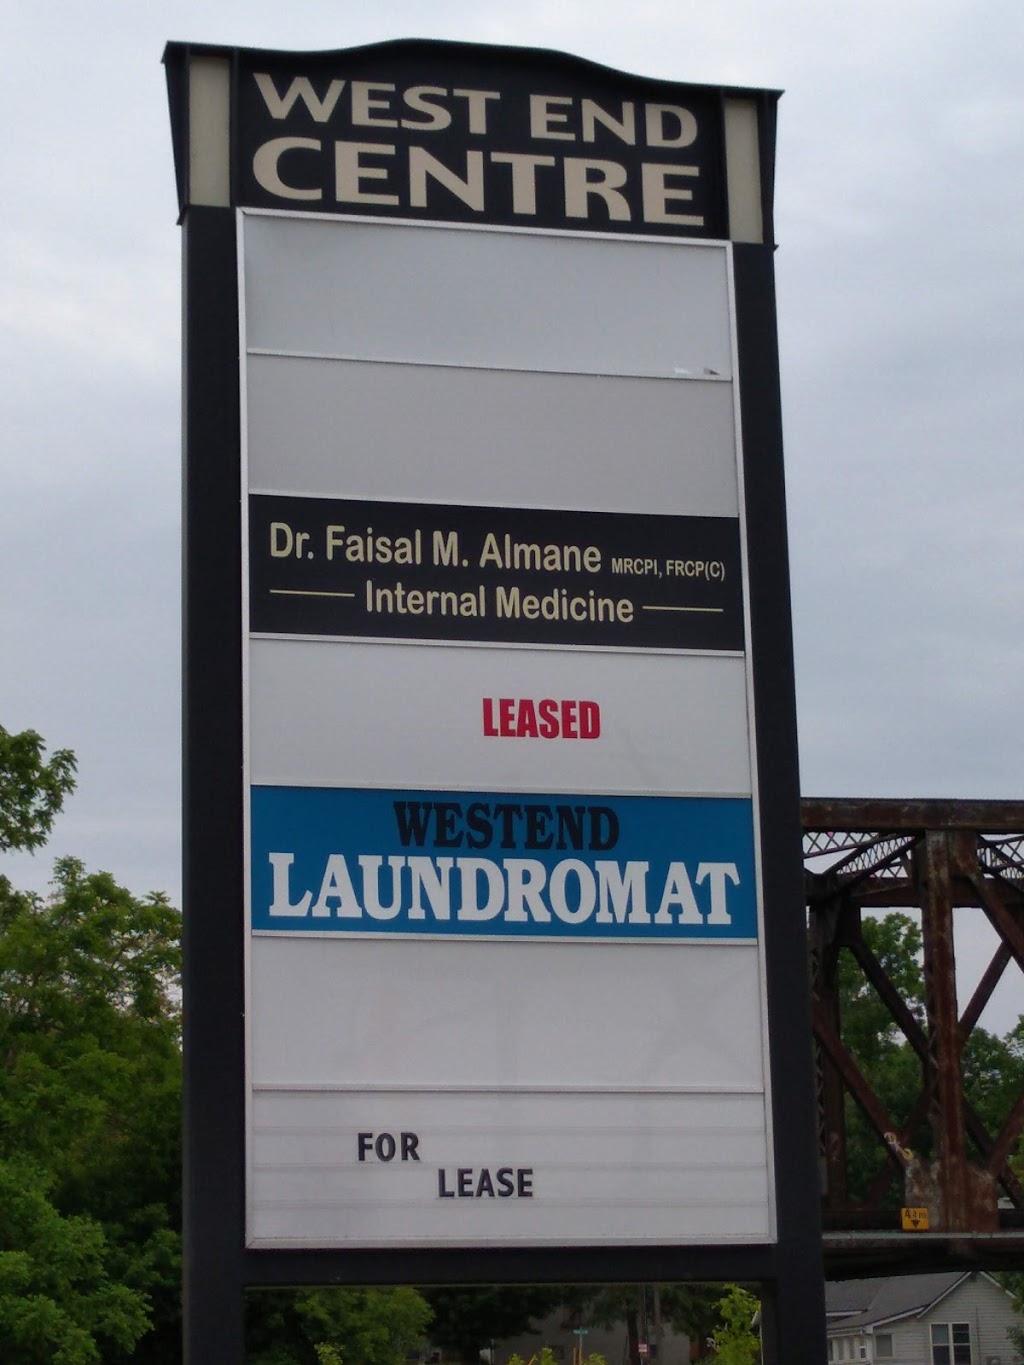 WEST END
CENTRE
Dr. Faisal M. Almane MRCPI, FRCP(C)
Internal Medicine
LEASED
WESTEND
LAUNDROMAT
FOR
LEASE